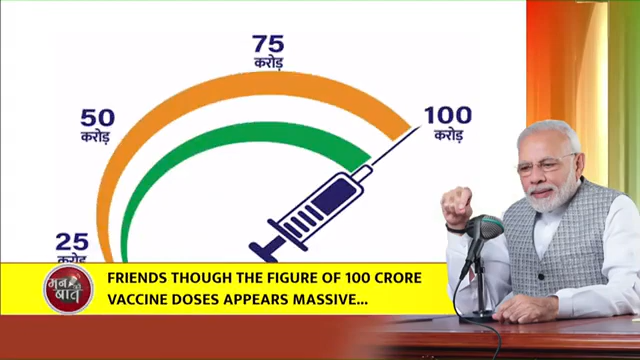 75
करोड़
50
करोड़
100
करोड़
25
करोड़
मन की
बात
FRIENDS THOUGH THE FIGURE OF 100 CRORE
VACCINE DOSES APPEARS MASSIVE...